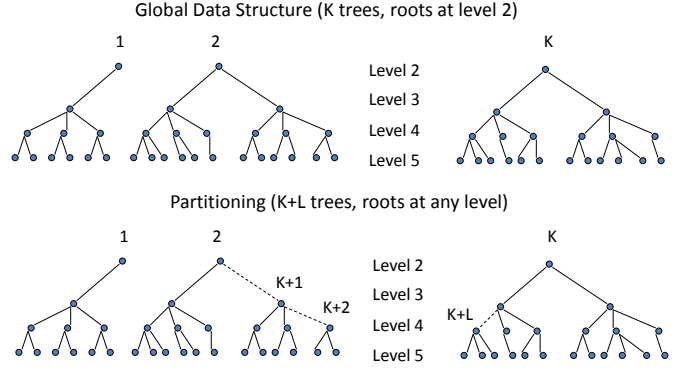 Global Data Structure (K trees, roots at level 2)
1 2 K
Level 2
Level 3
Level 4
Level 5
Partitioning (K+L trees, roots at any level)
1 2 K
Level 2
K+1
Level 3
K+2
K+L
Level 4
Level 5